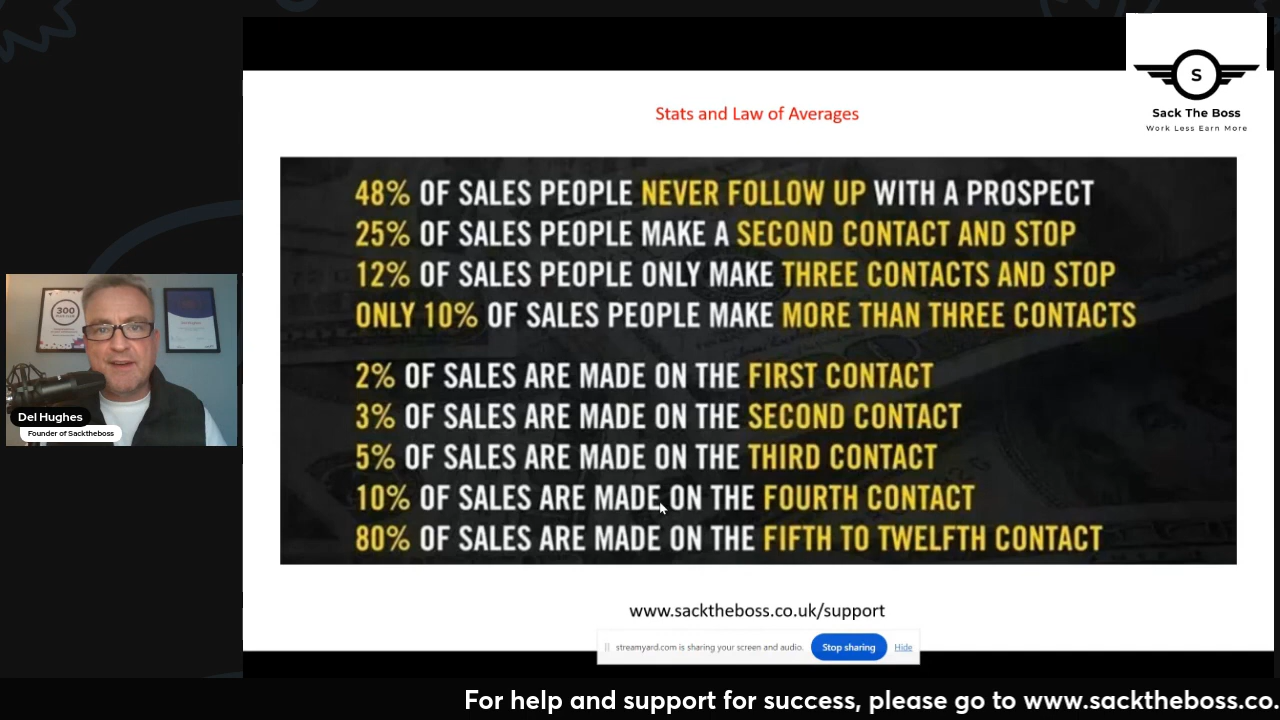 Stats and Law of Averages
S
Sack The Boss
Work Less Earn More
48% OF SALES PEOPLE NEVER FOLLOW UP WITH A PROSPECT
25% OF SALES PEOPLE MAKE A SECOND CONTACT AND STOP
12% OF SALES PEOPLE ONLY MAKE THREE CONTACTS AND STOP
ONLY 10% OF SALES PEOPLE MAKE MORE THAN THREE CONTACTS
2% OF SALES ARE MADE ON THE FIRST CONTACT
3% OF SALES ARE MADE ON THE SECOND CONTACT
5% OF SALES ARE MADE ON THE THIRD CONTACT
10% OF SALES ARE MADE ON THE FOURTH CONTACT
80% OF SALES ARE MADE ON THE FIFTH TO TWELFTH CONTACT
300
Del Hughes
Founder of Sacktheboss
www.sacktheboss.co.uk/support
streamyard.com is sharing your screen and audio.
Stop sharing
Hide
For help and support for success, please go to www.sacktheboss.co.